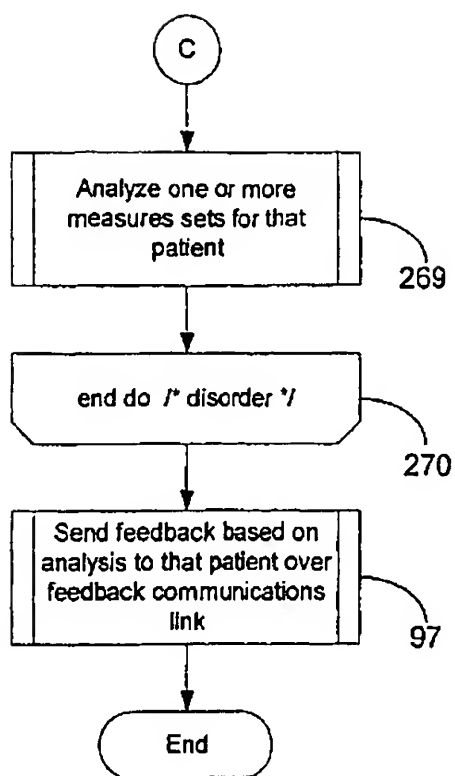 C
Analyze one or more
measures sets for that
patient
269
end do /* disorder */
270
Send feedback based on
analysis to that patient over
feedback communications
link
97
End